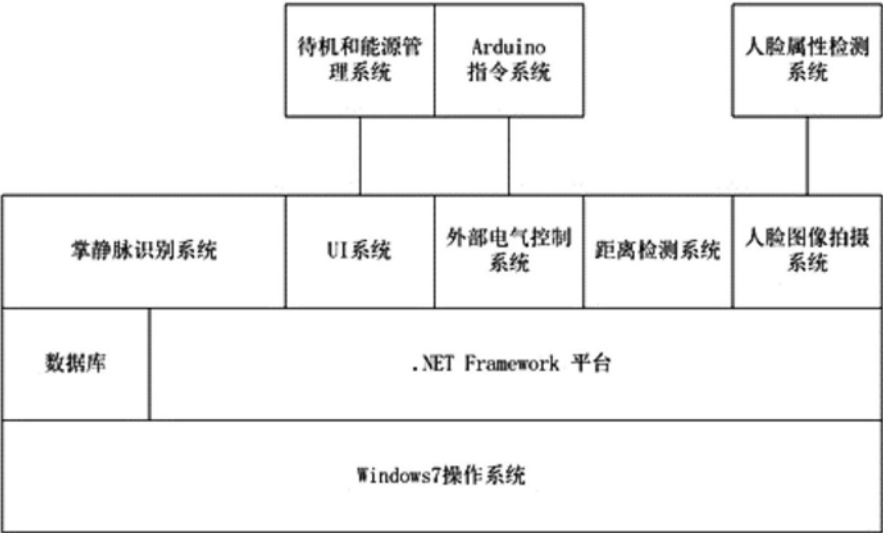 待机和能源管
理系统
Arduino
指令系统
人脸属性检测
系统
掌静脉识别系统
UI系统
外部电气控制
系统
距离检测系统
人脸图像拍摄
系统
数据库
.NET Framework 平台
Windows7操作系统